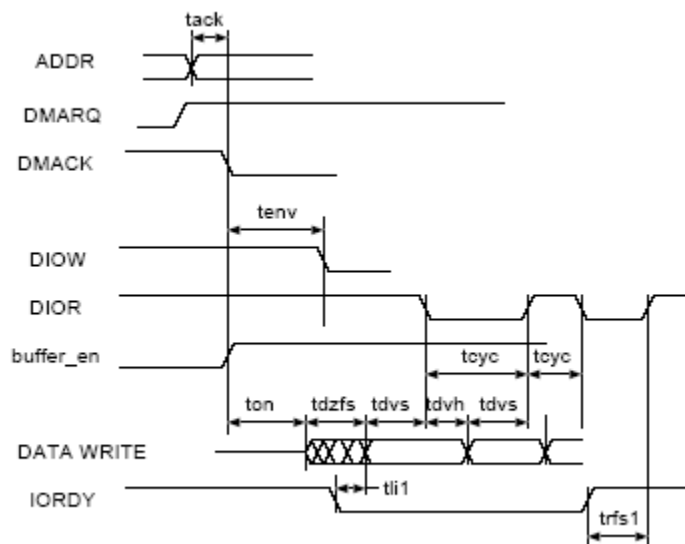 tack
ADDR
DMARQ
DMACK
tenv
DIOW
DIOR
buffer_en
tcyc tcyc
ton tdzfs tdvs tdvh tdvs
DATA WRITE
tli1
IORDY
trfs1